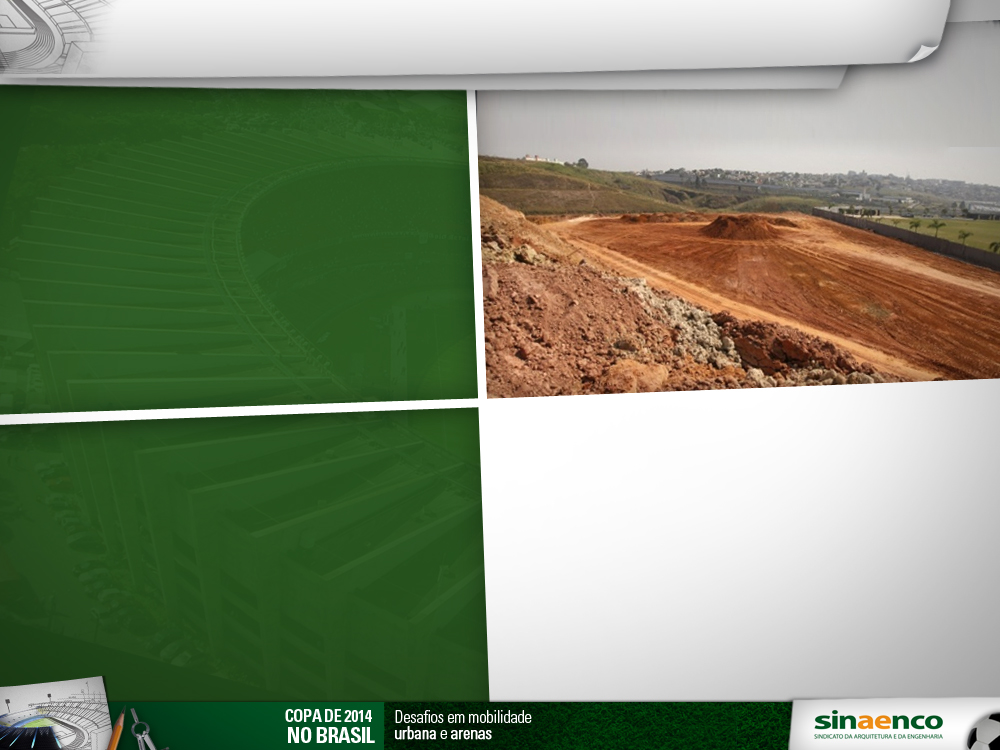 COPA DE 2014
NO BRASIL
Desafios em mobilidade
urbana e arenas
sinaenco
SINDICATO DA ARQUITETURA E DA ENGENHARIA